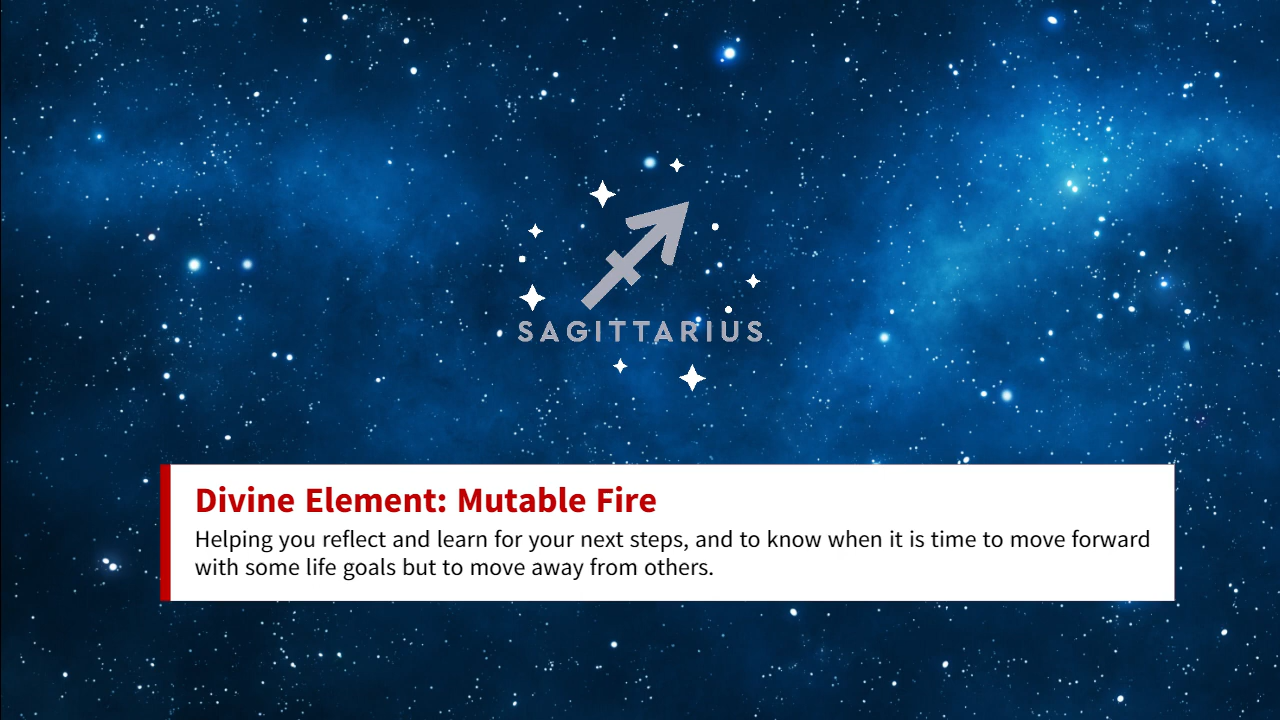 SAGITTARIUS
Divine Element: Mutable Fire
Helping you reflect and learn for your next steps, and to know when it is time to move forward
with some life goals but to move away from others.